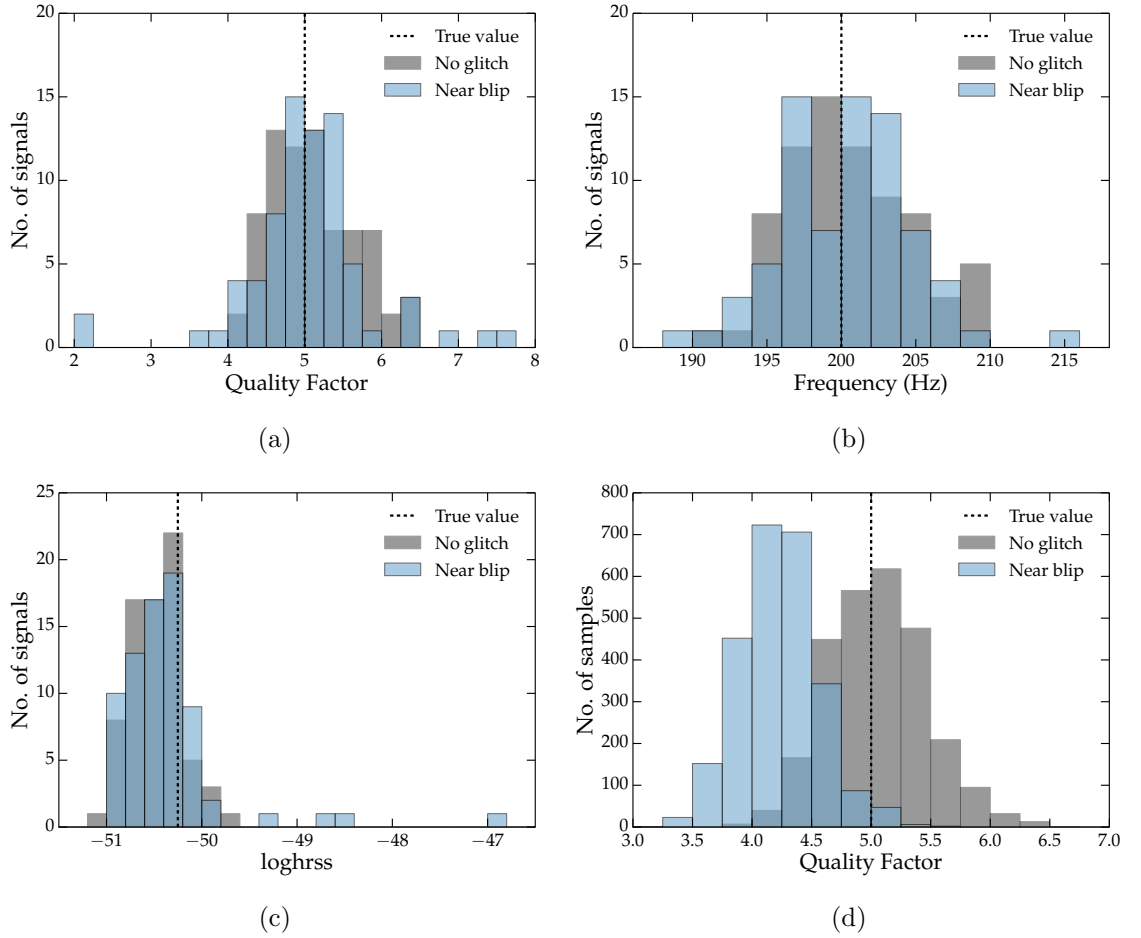 20
15
10
5
0
No. of signals
True value
No glitch
Near blip
2 3 4 5 6 7 8
Quality Factor
(a)
20
15
10
5
0
No. of signals
True value
No glitch
Near blip
190 195 200 205 210 215
Frequency (Hz)
(b)
25
20
15
10
5
0
No. of signals
True value
No glitch
Near blip
−51 −50 −49 −48 −47
loghrss
(c)
800
700
600
500
400
300
200
100
0
No. of samples
True value
No glitch
Near blip
3.0 3.5 4.0 4.5 5.0 5.5 6.0 6.5 7.0
Quality Factor
(d)